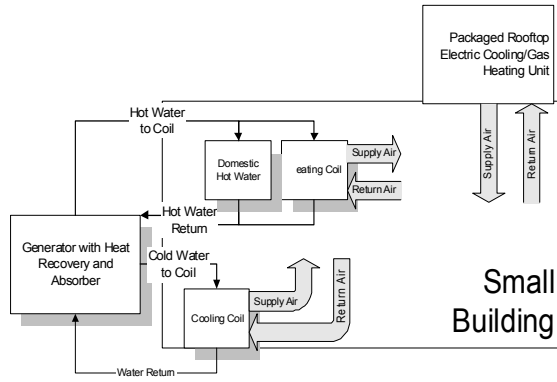 Packaged Rooftop
Electric Cooling/Gas
Heating Unit
Hot Water
to Coil
Supply Air
Return Air
Domestic
Hot Water
eating Coil
Supply Air
Return Air
Hot Water
Return
Generator with Heat
Recovery and
Absorber
Cold Water
to Coil
Cooling Coil
Supply Air
Return Air
Small
Building
Water Return